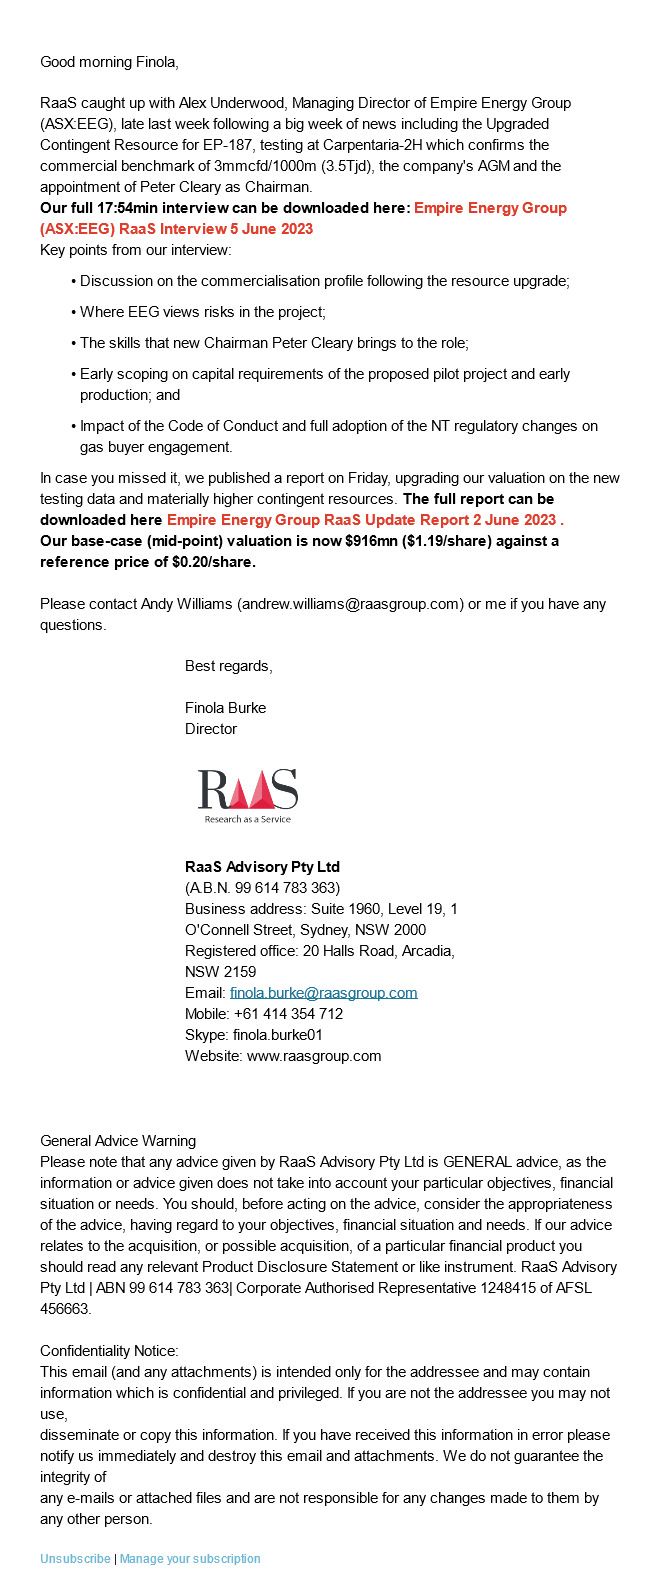 Good morning Finola,
RaaS caught up with Alex Underwood, Managing Director of Empire Energy Group
(ASX:EEG), late last week following a big week of news including the Upgraded
Contingent Resource for EP-187, testing at Carpentaria-2H which confirms the
commercial benchmark of 3mmcfd/1000m (3.5Tjd), the company's AGM and the
appointment of Peter Cleary as Chairman.
Our full 17:54min interview can be downloaded here: Empire Energy Group
(ASX:EEG) RaaS Interview 5 June 2023
Key points from our interview:
• Discussion on the commercialisation profile following the resource upgrade;
• Where EEG views risks in the project;
• The skills that new Chairman Peter Cleary brings to the role;
• Early scoping on capital requirements of the proposed pilot project and early
production; and
• Impact of the Code of Conduct and full adoption of the NT regulatory changes on
gas buyer engagement.
In case you missed it, we published a report on Friday, upgrading our valuation on the new
testing data and materially higher contingent resources. The full report can be
downloaded here Empire Energy Group RaaS Update Report 2 June 2023 .
Our base-case (mid-point) valuation is now $916mn ($1.19/share) against a
reference price of $0.20/share.
Please contact Andy Williams (andrew.williams@raasgroup.com) or me if you have any
questions.
Best regards,
Finola Burke
Director
RaaS
Research as a Service
RaaS Advisory Pty Ltd
(A.B.N. 99 614 783 363)
Business address: Suite 1960, Level 19, 1
O'Connell Street, Sydney, NSW 2000
Registered office: 20 Halls Road, Arcadia,
NSW 2159
Email: finola.burke@raasgroup.com
Mobile: +61 414 354 712
Skype: finola.burke01
Website: www.raasgroup.com
General Advice Warning
Please note that any advice given by RaaS Advisory Pty Ltd is GENERAL advice, as the
information or advice given does not take into account your particular objectives, financial
situation or needs. You should, before acting on the advice, consider the appropriateness
of the advice, having regard to your objectives, financial situation and needs. If our advice
relates to the acquisition, or possible acquisition, of a particular financial product you
should read any relevant Product Disclosure Statement or like instrument. RaaS Advisory
Pty Ltd | ABN 99 614 783 363| Corporate Authorised Representative 1248415 of AFSL
456663.
Confidentiality Notice:
This email (and any attachments) is intended only for the addressee and may contain
information which is confidential and privileged. If you are not the addressee you may not
use,
disseminate or copy this information. If you have received this information in error please
notify us immediately and destroy this email and attachments. We do not guarantee the
integrity of
any e-mails or attached files and are not responsible for any changes made to them by
any other person.
Unsubscribe | Manage your subscription